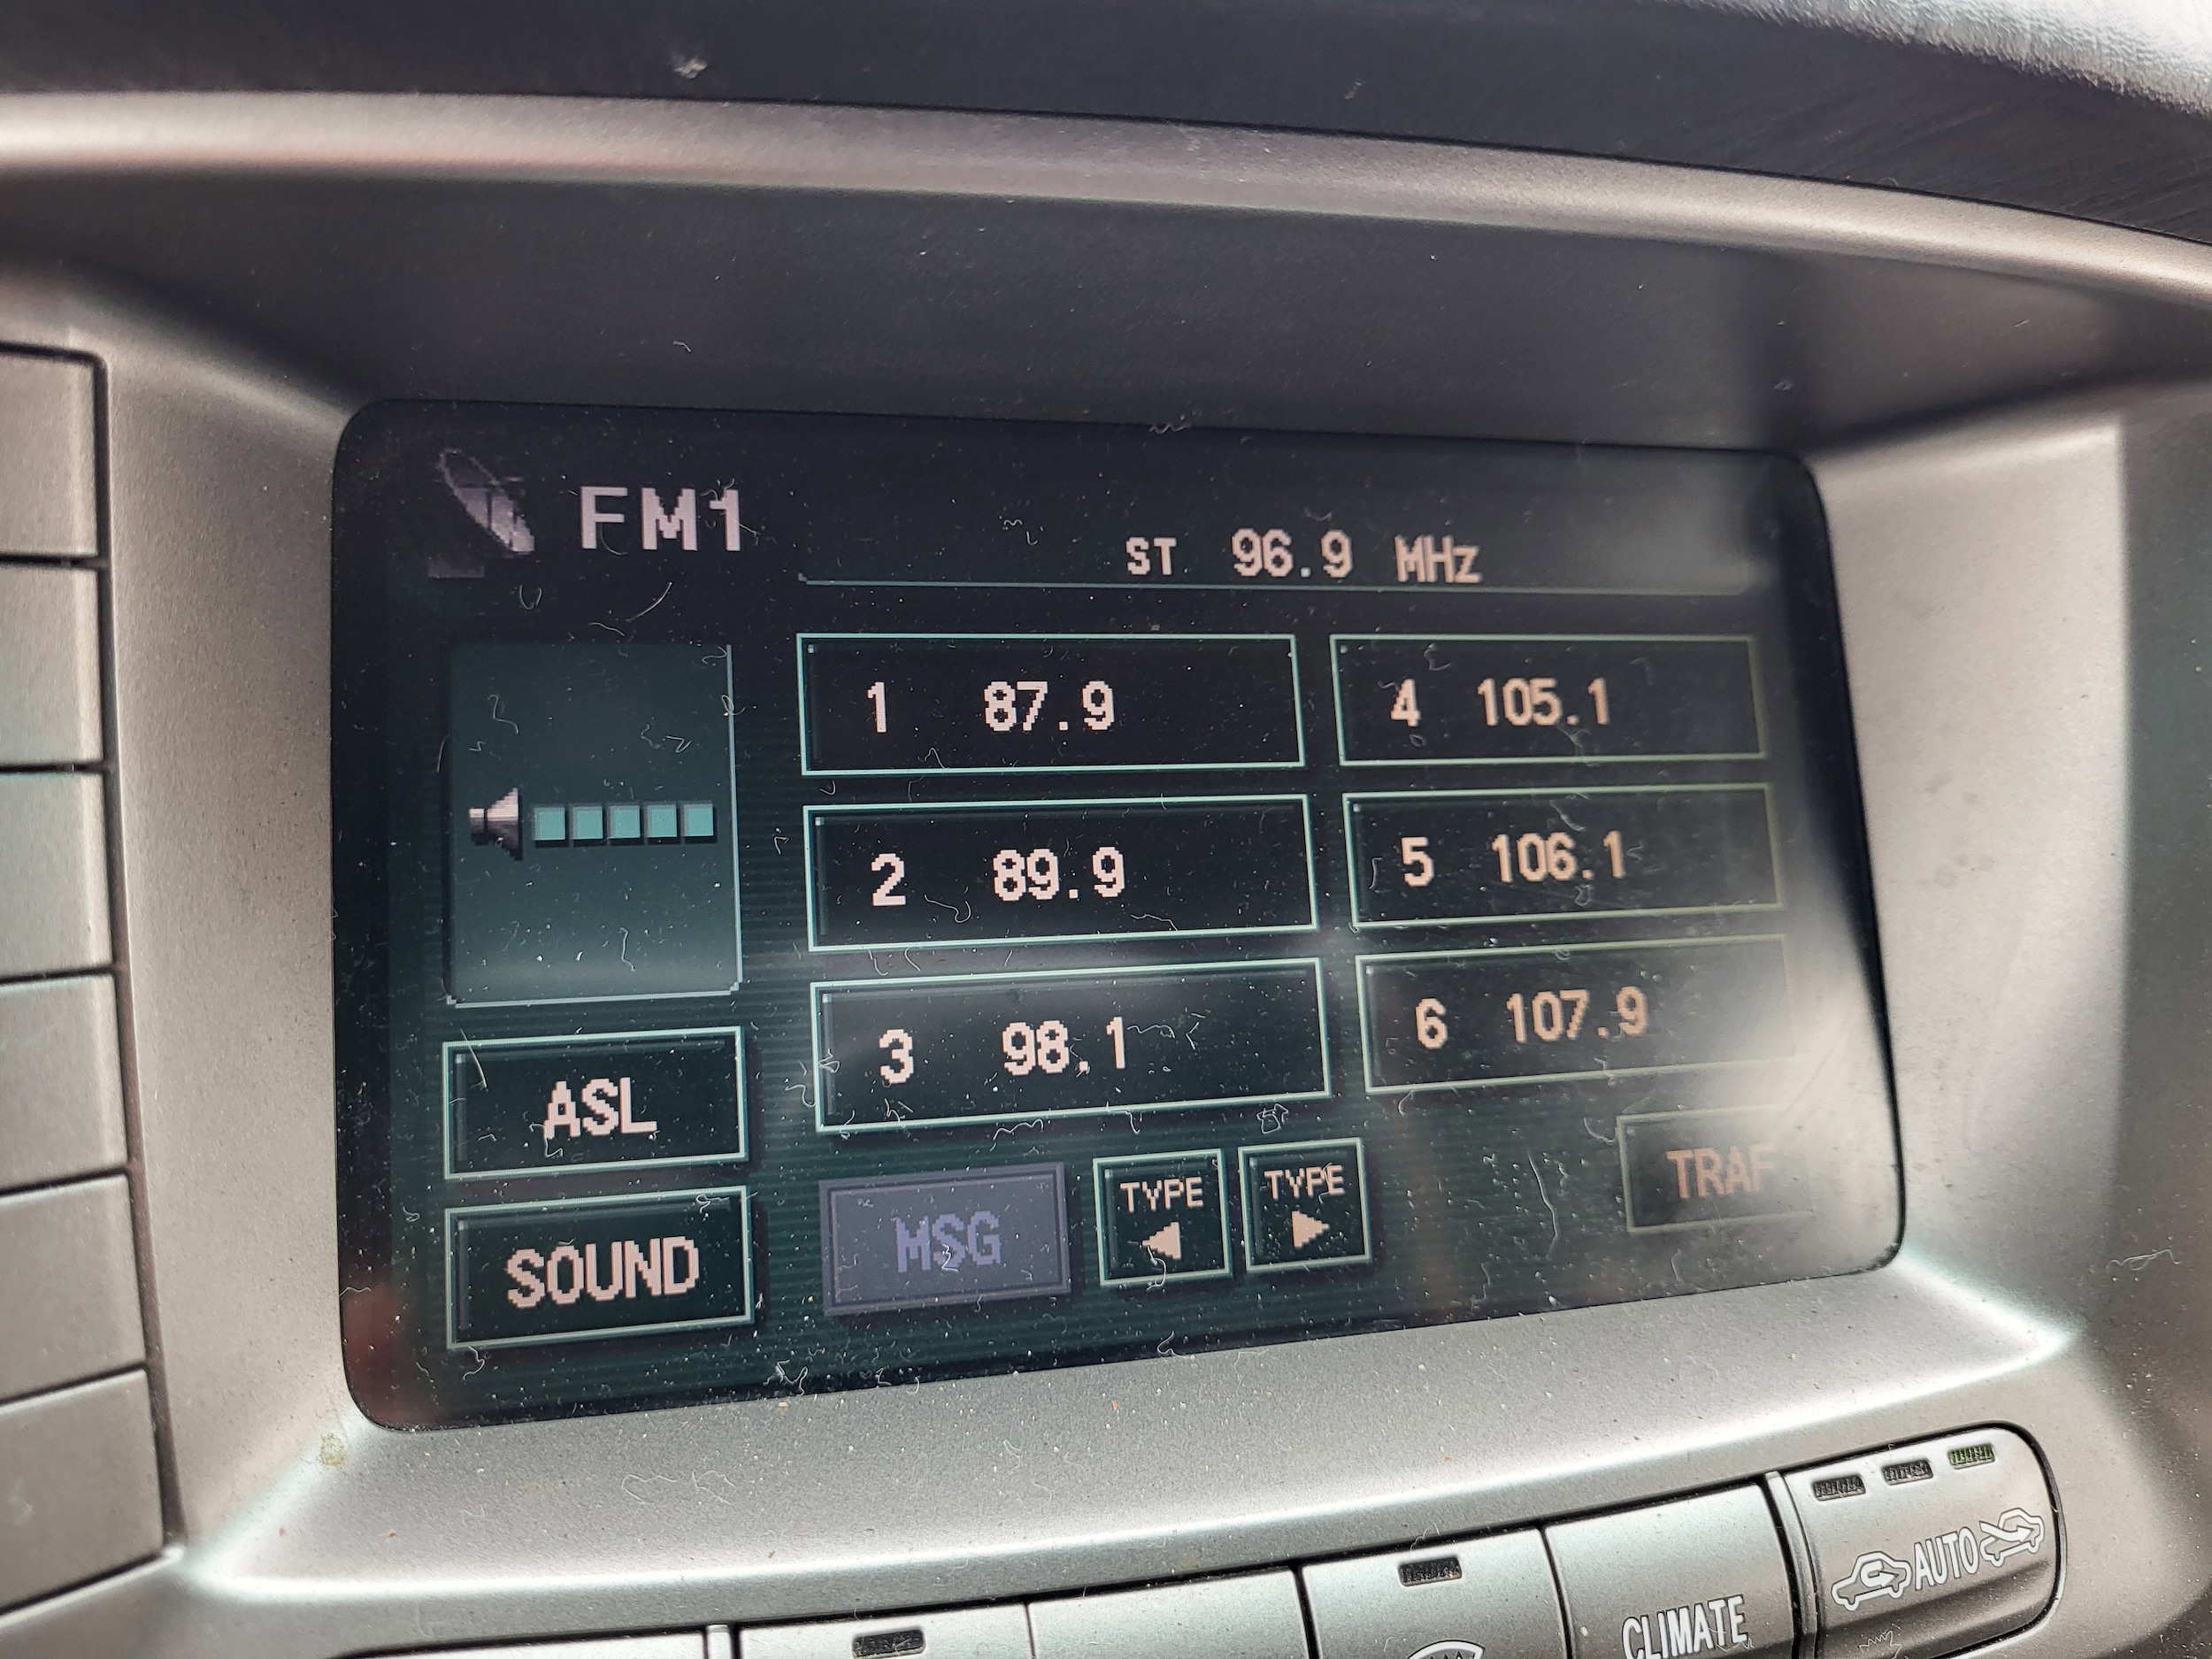 FM1
ST 96.9 MHz
1 87.9
4 105.1
2 89.9
5 106.1
3 98.1
6 107.9
ASL
SOUND
MSG
TYPE
TYPE
TRAF
CLIMATE
AUTO